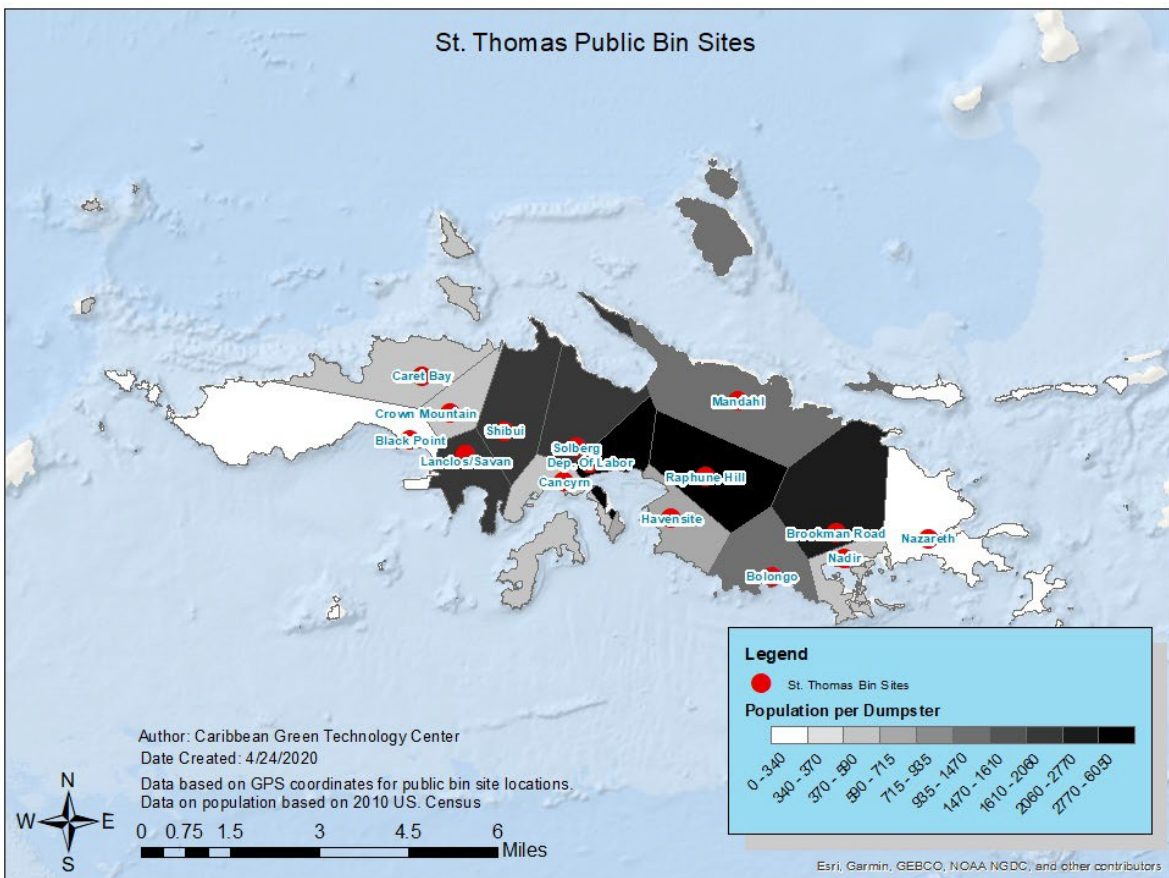 St. Thomas Public Bin Sites
Caret Bay
Crown Mountain
Black Point
Shibui
Lanclos/Savan
Solberg
Dep. Of Labor
Cancyrn
Mandahl
Raphune Hill
Havensite
Brookman Road
Nazareth
Nadir
Bolongo
Legend
St. Thomas Bin Sites
Population per Dumpster
0 - 340
340 - 370
370 - 590
590 - 715
715 - 935
935 - 1470
1470 - 1610
1610 - 2060
2060 - 2770
2770 - 6050
Author: Caribbean Green Technology Center
Date Created: 4/24/2020
Data based on GPS coordinates for public bin site locations.
Data on population based on 2010 US. Census
N
W E
S
0 0.75 1.5 3 4.5 6
Miles
Esri, Garmin, GEBCO, NOAA NGDC, and other contributors